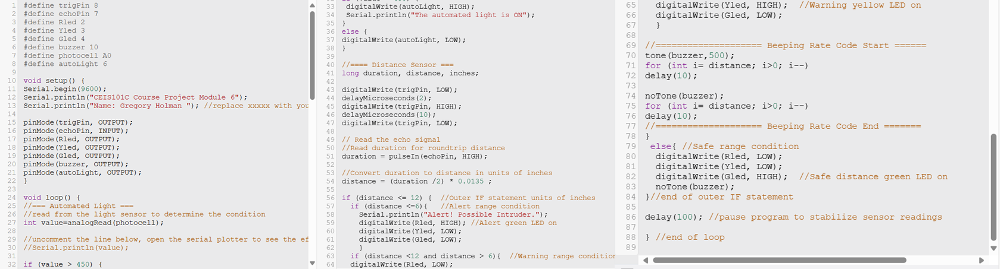 1 #define trigPin 8
2 #define echoPin 7
3 #define Rled 2
4 #define Yled 3
5 #define Gled 4
6 #define buzzer 10
7 #define photocell A0
8 #define autoLight 6
9
10 void setup() {
11 Serial.begin(9600);
12 Serial.println("CEIS101C Course Project Module 6");
13 Serial.println("Name: Gregory Holman "); //replace xxxxx with you
14
15 pinMode(trigPin, OUTPUT);
16 pinMode(echoPin, INPUT);
17 pinMode(Rled, OUTPUT);
18 pinMode(Yled, OUTPUT);
19 pinMode(Gled, OUTPUT);
20 pinMode(buzzer, OUTPUT);
21 pinMode(autoLight, OUTPUT);
22 }
23
24 void loop() {
25 //=== Automated Light ===
26 //read from the light sensor to determine the condition
27 int value=analogRead(photocell);
28
29 //uncomment the line below, open the serial plotter to see the ef
30 //Serial.println(value);
31
32 if (value > 450) {
33 digitalWrite(autoLight, HIGH);
34 Serial.println("The automated light is ON");
35 }
36 else {
37 digitalWrite(autoLight, LOW);
38 }
39
40 //==== Distance Sensor ===
41 long duration, distance, inches;
42
43 digitalWrite(trigPin, LOW);
44 delayMicroseconds(2);
45 digitalWrite(trigPin, HIGH);
46 delayMicroseconds(10);
47 digitalWrite(trigPin, LOW);
48
49 // Read the echo signal
50 //Read duration for roundtrip distance
51 duration = pulseIn(echoPin, HIGH);
52
53 //Convert duration to distance in units of inches
54 distance = (duration /2) * 0.0135 ;
55
56 if (distance <= 12) { //Outer IF statement units of inches
57 if (distance <=6){ //Alert range condition
58 Serial.println("Alert! Possible Intruder.");
59 digitalWrite(Rled, HIGH); //Alert green LED on
60 digitalWrite(Yled, LOW);
61 digitalWrite(Gled, LOW);
62 }
63 if (distance <12 and distance > 6){ //Warning range condition
64 digitalWrite(Rled, LOW);
65 digitalWrite(Yled, HIGH); //Warning yellow LED on
66 digitalWrite(Gled, LOW);
67 }
68
69 //==================== Beeping Rate Code Start ======
70 tone(buzzer,500);
71 for (int i= distance; i>0; i--)
72 delay(10);
73
74 noTone(buzzer);
75 for (int i= distance; i>0; i--)
76 delay(10);
77 //==================== Beeping Rate Code End =======
78 }
79 else{ //Safe range condition
80 digitalWrite(Rled, LOW);
81 digitalWrite(Yled, LOW);
82 digitalWrite(Gled, HIGH); //Safe distance green LED on
83 noTone(buzzer);
84 }//end of outer IF statement
85
86 delay(100); //pause program to stabilize sensor readings
87
88 } //end of loop
89